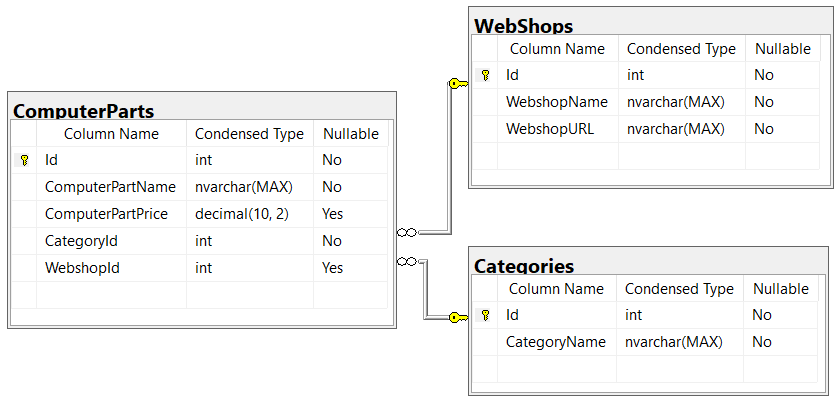 ComputerParts
Column Name Condensed Type Nullable
Id int No
ComputerPartName nvarchar(MAX) No
ComputerPartPrice decimal(10, 2) Yes
CategoryId int No
WebshopId int Yes
WebShops
Column Name Condensed Type Nullable
Id int No
WebshopName nvarchar(MAX) No
WebshopURL nvarchar(MAX) No
Categories
Column Name Condensed Type Nullable
Id int No
CategoryName nvarchar(MAX) No